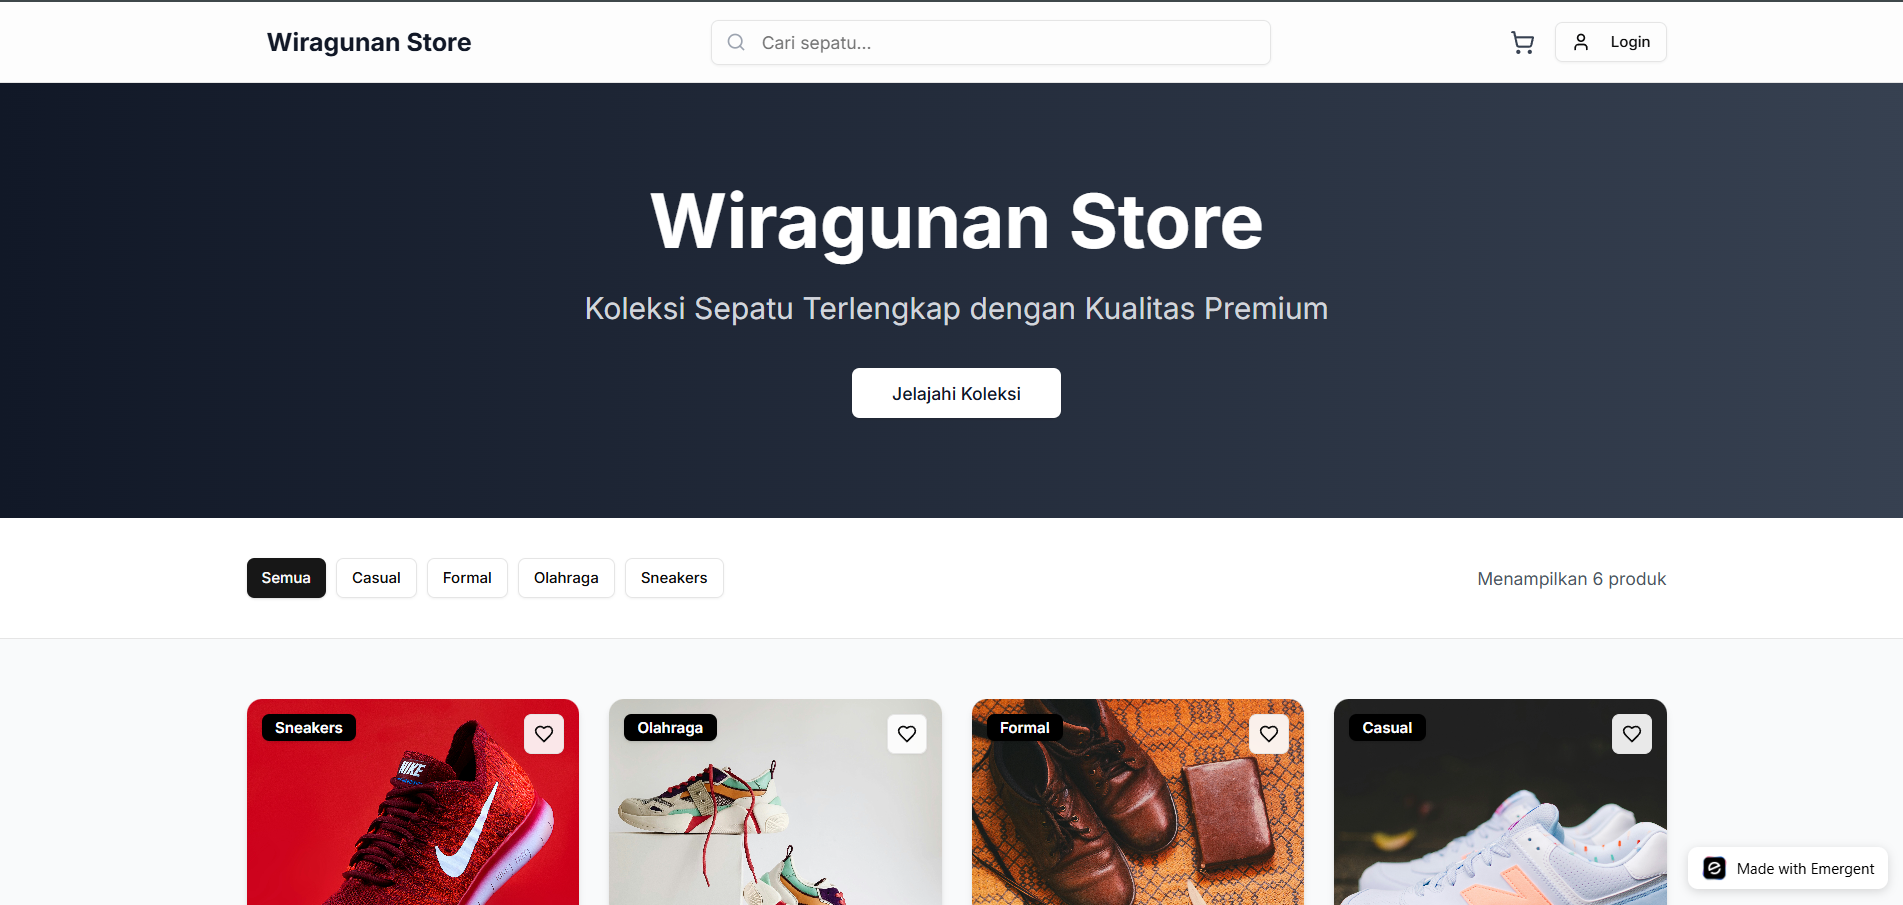 Wiragunan Store
Cari sepatu...
Login
Wiragunan Store
Koleksi Sepatu Terlengkap dengan Kualitas Premium
Jelajahi Koleksi
Semua
Casual
Formal
Olahraga
Sneakers
Menampilkan 6 produk
Sneakers
Olahraga
Formal
Casual
NIKE
Made with Emergent